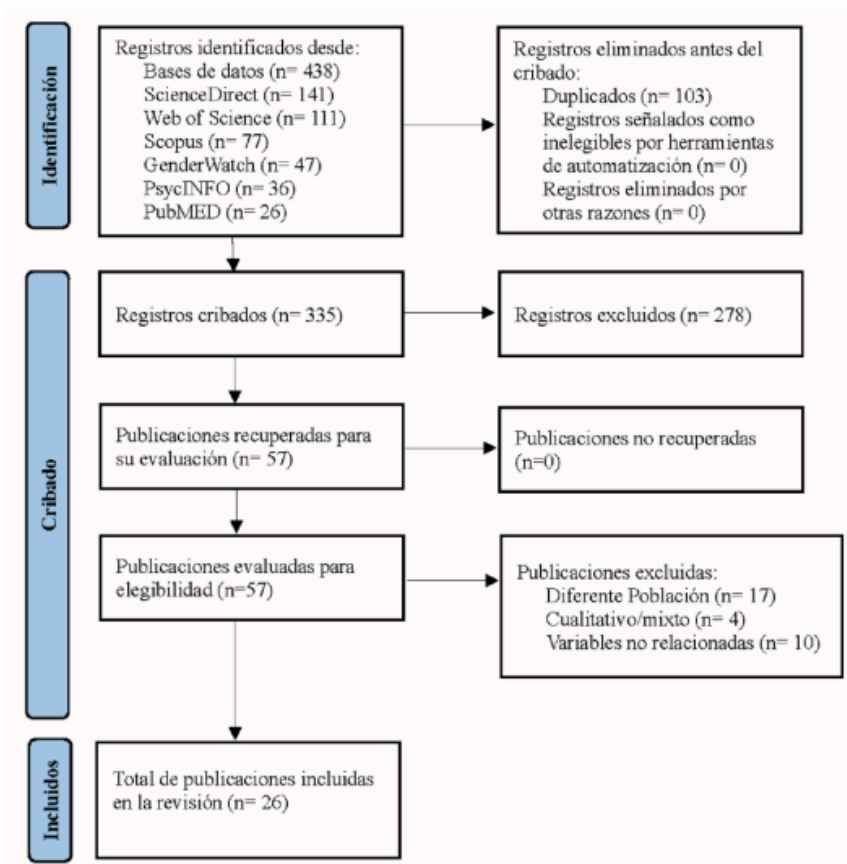 Identificación
Registros identificados desde:
Bases de datos (n= 438)
ScienceDirect (n= 141)
Web of Science (n= 111)
Scopus (n= 77)
GenderWatch (n= 47)
PsycINFO (n= 36)
PubMED (n= 26)
Registros eliminados antes del
cribado:
Duplicados (n= 103)
Registros señalados como
inelegibles por herramientas
de automatización (n= 0)
Registros eliminados por
otras razones (n= 0)
Cribado
Registros cribados (n= 335)
Registros excluidos (n= 278)
Publicaciones recuperadas para
su evaluación (n= 57)
Publicaciones no recuperadas
(n=0)
Publicaciones evaluadas para
elegibilidad (n=57)
Publicaciones excluidas:
Diferente Población (n= 17)
Cualitativo/mixto (n= 4)
Variables no relacionadas (n= 10)
Incluidos
Total de publicaciones incluidas
en la revisión (n= 26)